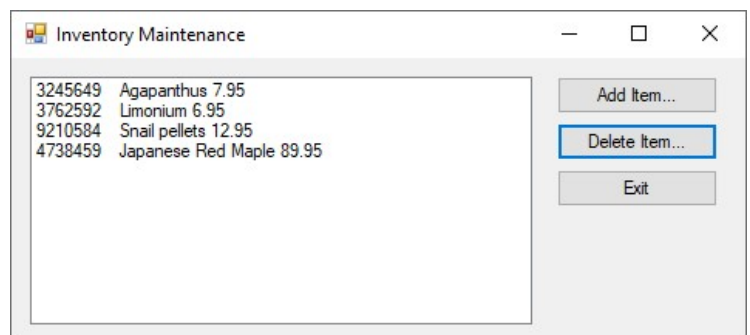 Inventory Maintenance
3245649 Agapanthus 7.95
3762592 Limonium 6.95
9210584 Snail pellets 12.95
4738459 Japanese Red Maple 89.95
Add Item...
Delete Item...
Exit